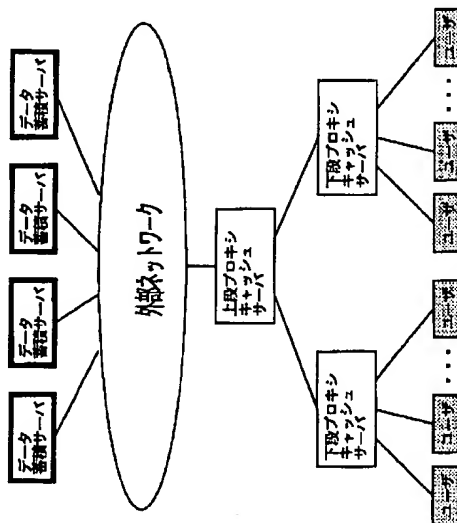 データ
蓄積サーバ
データ
蓄積サーバ
データ
蓄積サーバ
データ
蓄積サーバ
外部ネットワーク
上段プロキシ
キャッシュ
サーバ
下段プロキシ
キャッシュ
サーバ
下段プロキシ
キャッシュ
サーバ
ユーザ
ユーザ
・・・
ユーザ
ユーザ
ユーザ
・・・
ユーザ